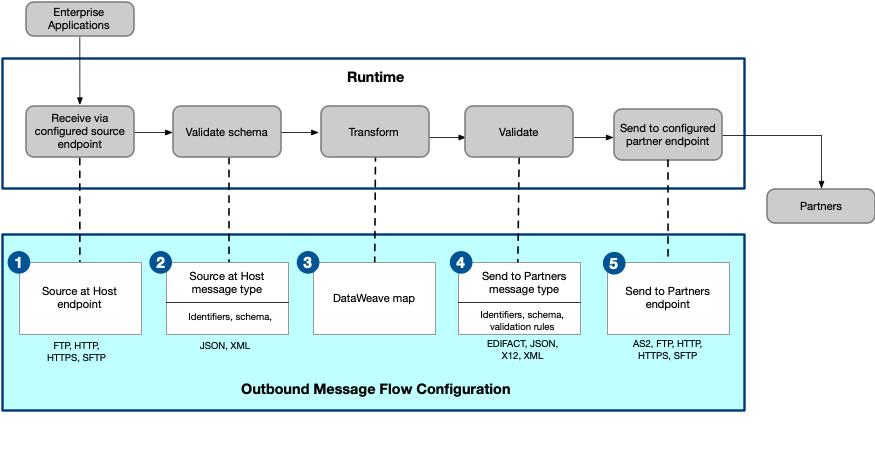 Enterprise
Applications
Runtime
Receive via
configured source
endpoint
Validate schema
Transform
Validate
Send to configured
partner endpoint
Partners
1
Source at Host
endpoint
FTP, HTTP,
HTTPS, SFTP
2
Source at Host
message type
Identifiers, schema,
JSON, XML
3
DataWeave map
4
Send to Partners
message type
Identifiers, schema,
validation rules
EDIFACT, JSON,
X12, XML
5
Send to Partners
endpoint
AS2, FTP, HTTP,
HTTPS, SFTP
Outbound Message Flow Configuration